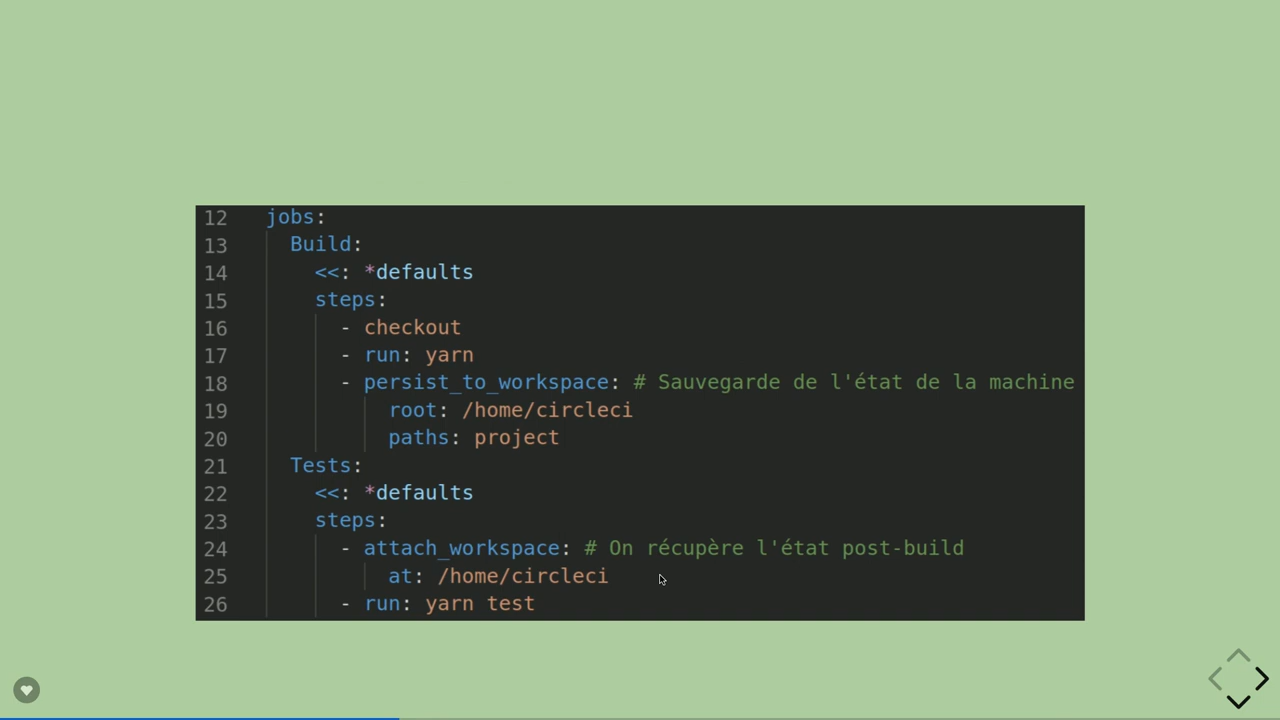 12 jobs:
13 Build:
14 <<: *defaults
15 steps:
16 - checkout
17 - run: yarn
18 - persist_to_workspace: # Sauvegarde de l'état de la machine
19 root: /home/circleci
20 paths: project
21 Tests:
22 <<: *defaults
23 steps:
24 - attach_workspace: # On récupère l'état post-build
25 at: /home/circleci
26 - run: yarn test